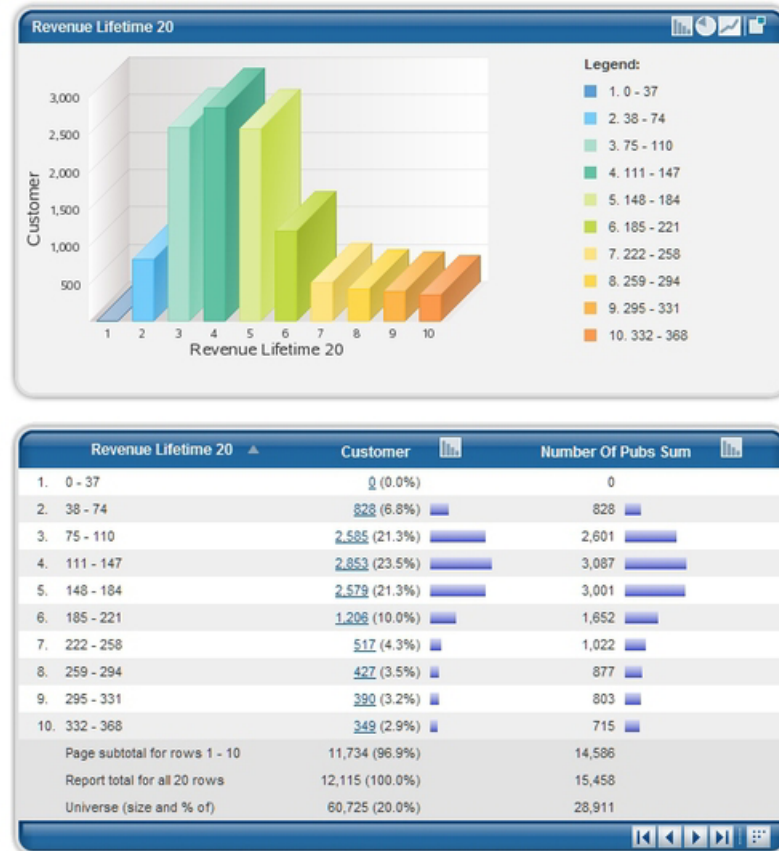 Revenue Lifetime 20
Legend:
1. 0 - 37
2. 38 - 74
3. 75 - 110
4. 111 - 147
5. 148 - 184
6. 185 - 221
7. 222 - 258
8. 259 - 294
9. 295 - 331
10. 332 - 368
Customer
3,000
2,500
2,000
1,500
1,000
500
1 2 3 4 5 6 7 8 9 10
Revenue Lifetime 20
Revenue Lifetime 20 Customer Number Of Pubs Sum
1. 0 - 37 0 (0.0%) 0
2. 38 - 74 828 (6.8%) 828
3. 75 - 110 2,585 (21.3%) 2,601
4. 111 - 147 2,853 (23.5%) 3,087
5. 148 - 184 2,579 (21.3%) 3,001
6. 185 - 221 1,206 (10.0%) 1,652
7. 222 - 258 517 (4.3%) 1,022
8. 259 - 294 427 (3.5%) 877
9. 295 - 331 390 (3.2%) 803
10. 332 - 368 349 (2.9%) 715
Page subtotal for rows 1 - 10 11,734 (96.9%) 14,586
Report total for all 20 rows 12,115 (100.0%) 15,458
Universe (size and % of) 60,725 (20.0%) 28,911